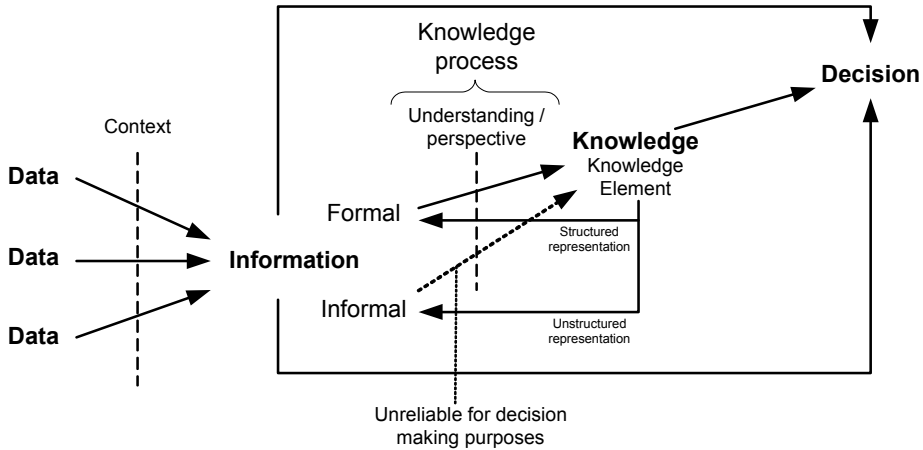 Knowledge
process
Decision
Understanding /
perspective
Context
Knowledge
Knowledge
Element
Data
Formal
Structured
representation
Data
Information
Informal
Unstructured
representation
Data
Unreliable for decision
making purposes